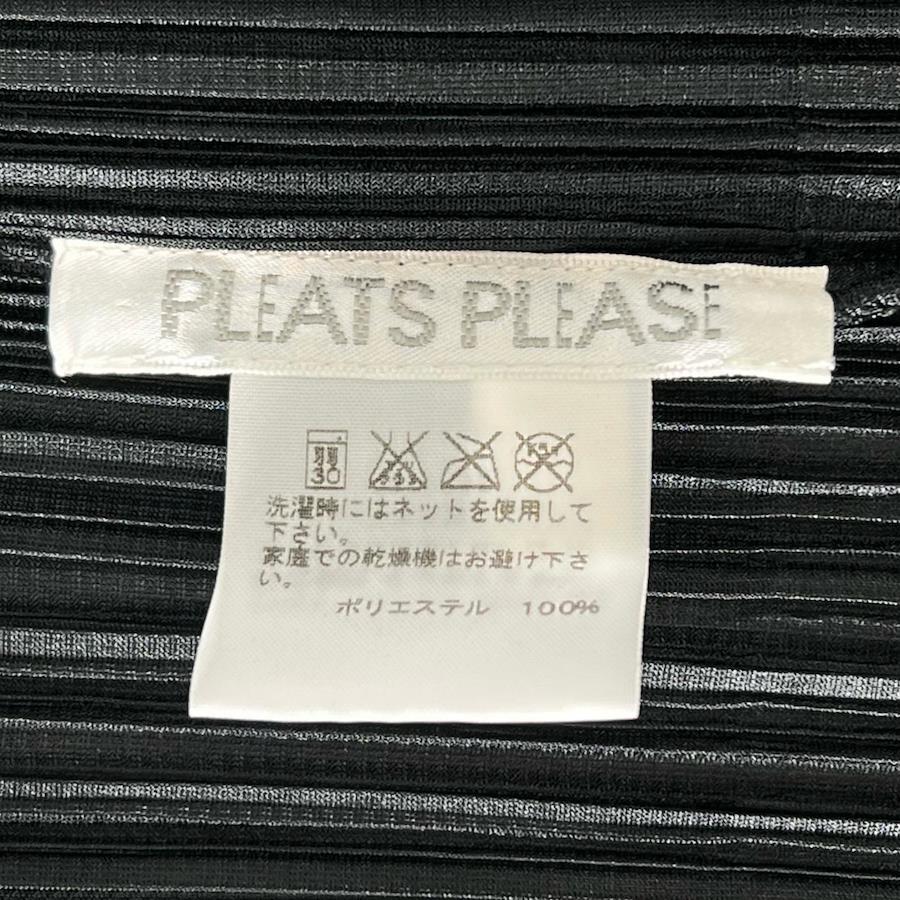 PLEATS PLEASE
30
洗濯時にはネットを使用して
下さい。
家庭での乾燥機はお避け下さ
い。
ポリエステル 100%